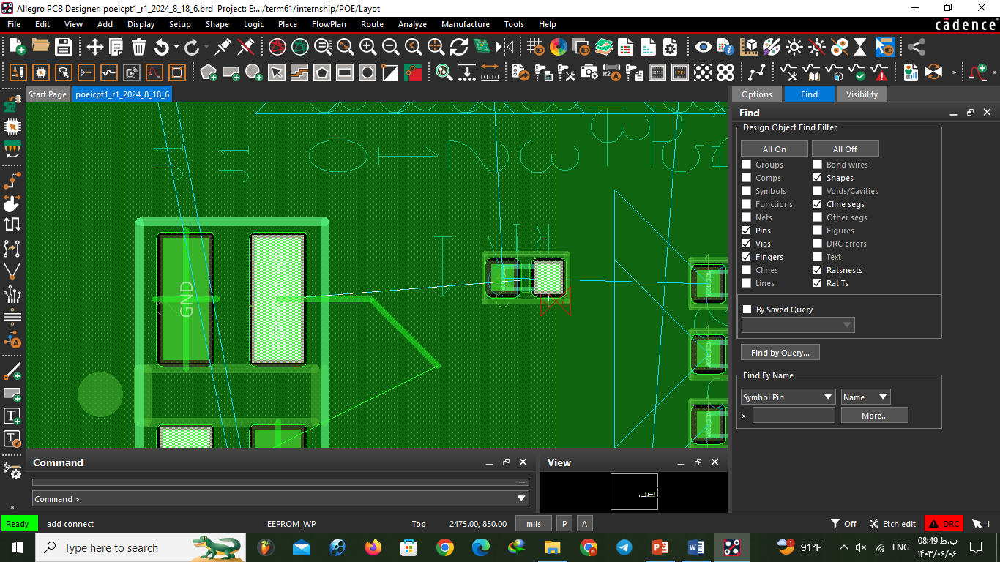 Allegro PCB Designer: poeicpt1_r1_2024_8_18_6.brd Project: E:.../term61/internship/POE/Layot
File Edit View Add Display Setup Shape Logic Place FlowPlan Route Analyze Manufacture Tools Help
cādence
Start Page poeicpt1_r1_2024_8_18_6
Options Find Visibility
Find
Design Object Find Filter
All On All Off
Groups Bond wires
Comps Shapes
Symbols Voids/Cavities
Functions Cline segs
Nets Other segs
Pins Figures
Vias DRC errors
Fingers Text
Clines Ratsnests
Lines Rat Ts
By Saved Query
Find by Query...
Find By Name
Symbol Pin Name
> More...
GND
Command
Command >
View
Ready add connect EEPROM_WP Top 2475.00, 850.00 mils P A Off Etch edit DRC 1
Type here to search
1 91°F ENG 08:49 ب.ظ
۱۴۰۳/۰۶/۰۶